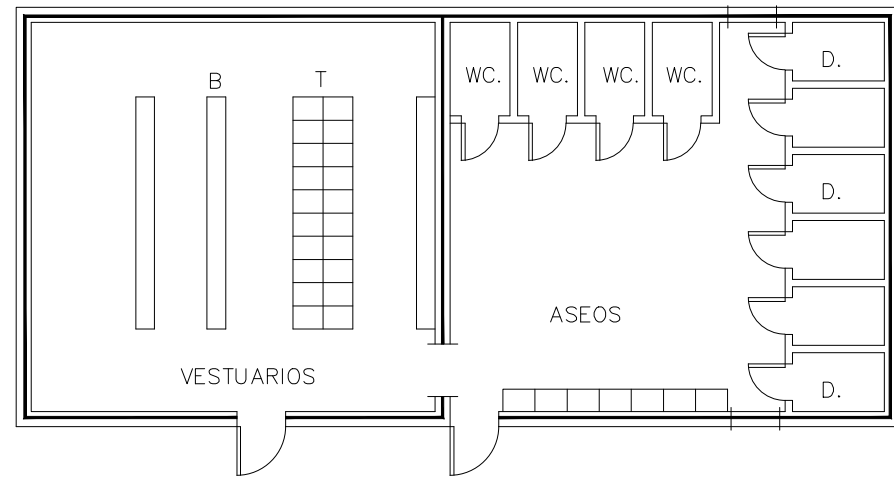 B T
WC. WC. WC. WC.
D.
D.
D.
ASEOS
VESTUARIOS